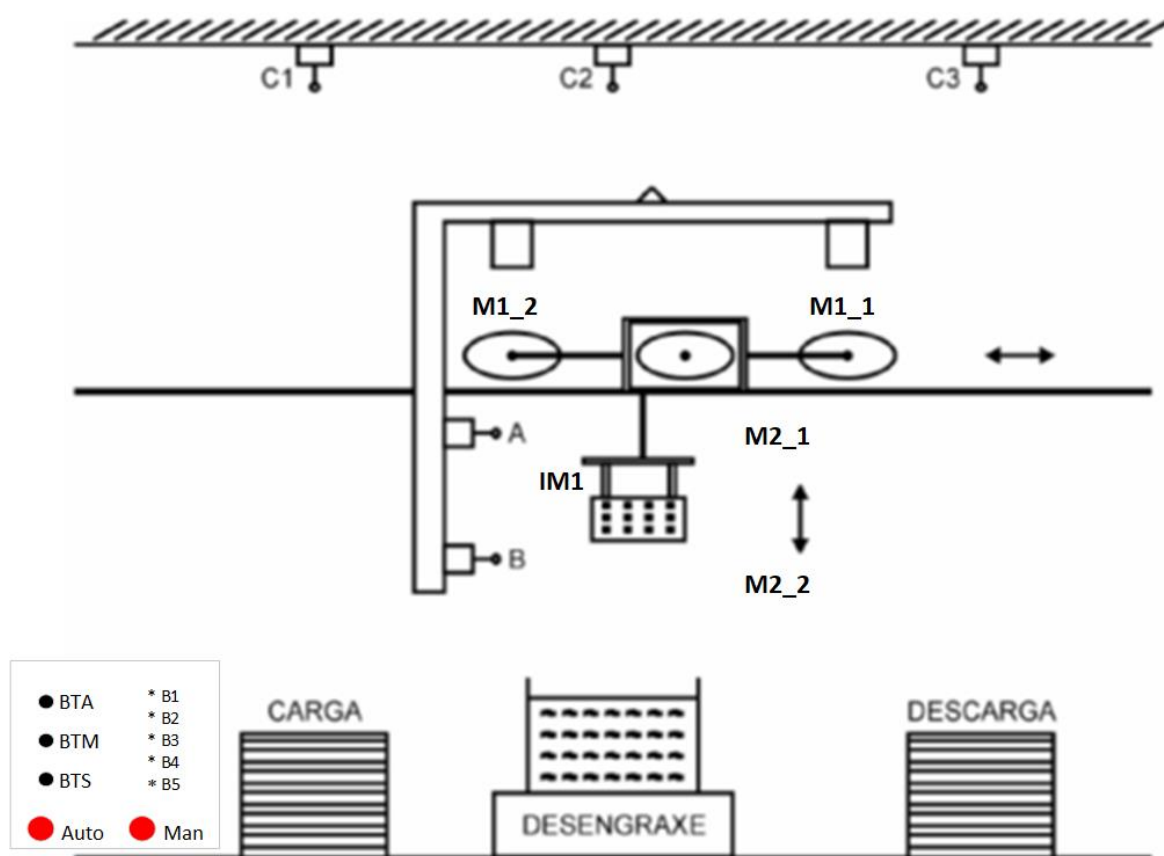 C1
C2
C3
M1_2
M1_1
A
M2_1
IM1
B
M2_2
BTA
* B1
* B2
BTM
* B3
* B4
BTS
* B5
Auto
Man
CARGA
DESENGRAXE
DESCARGA